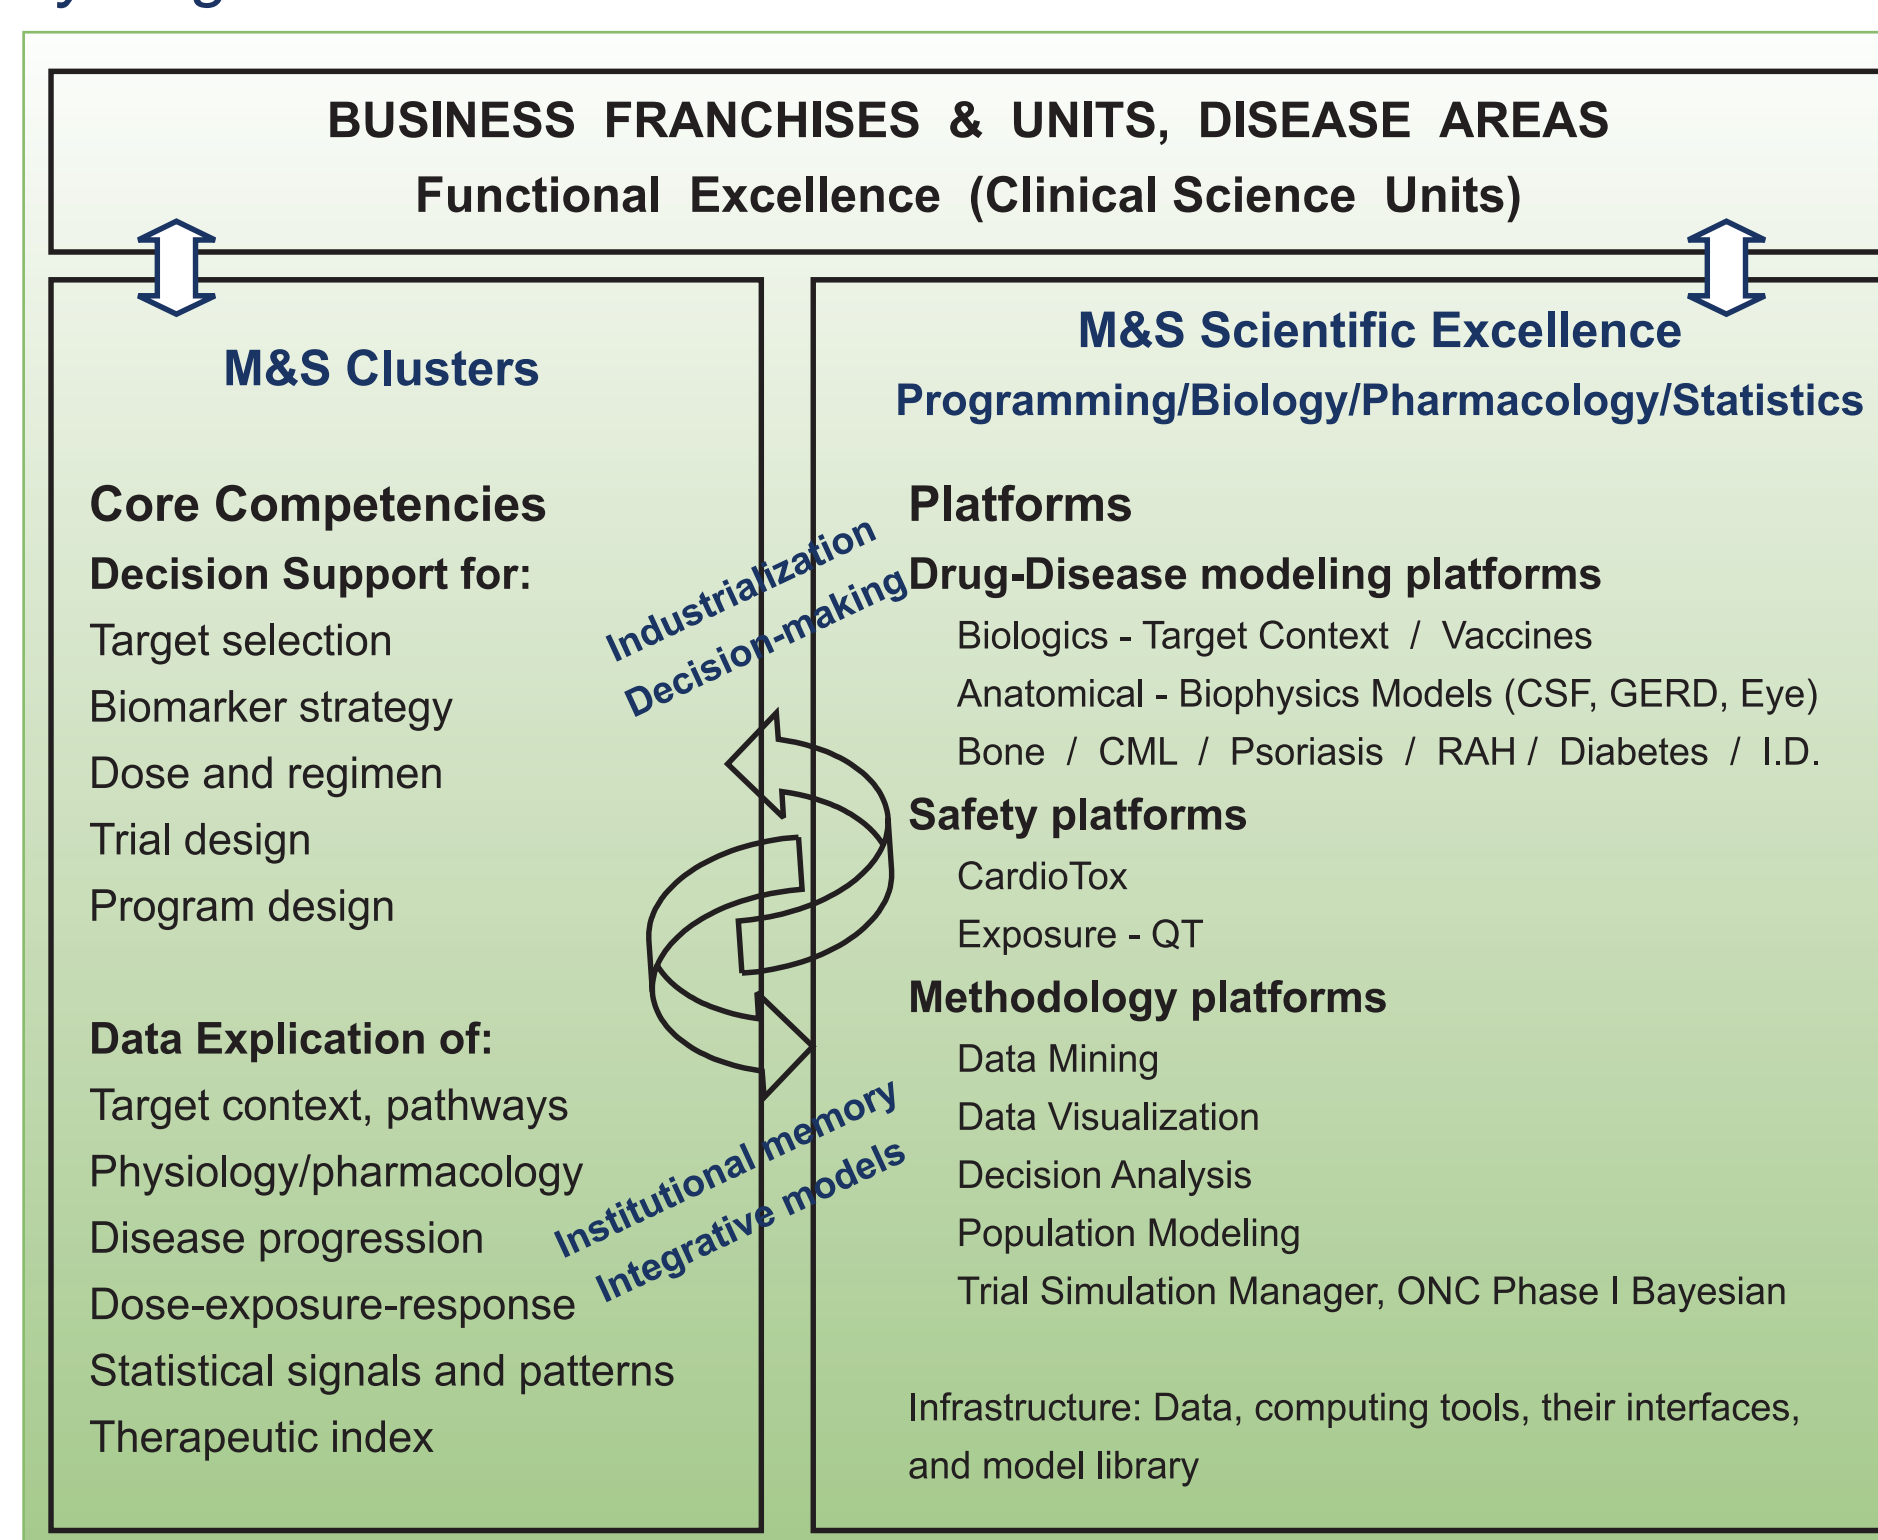 BUSINESS FRANCHISES & UNITS, DISEASE AREAS
Functional Excellence (Clinical Science Units)
M&S Clusters
Core Competencies
Decision Support for:
Target selection
Biomarker strategy
Dose and regimen
Trial design
Program design
Data Explication of:
Target context, pathways
Physiology/pharmacology
Disease progression
Dose-exposure-response
Statistical signals and patterns
Therapeutic index
Industrialization
Decision-making
Institutional memory
Integrative models
M&S Scientific Excellence
Programming/Biology/Pharmacology/Statistics
Platforms
Drug-Disease modeling platforms
Biologics - Target Context / Vaccines
Anatomical - Biophysics Models (CSF, GERD, Eye)
Bone / CML / Psoriasis / RAH / Diabetes / I.D.
Safety platforms
CardioTox
Exposure - QT
Methodology platforms
Data Mining
Data Visualization
Decision Analysis
Population Modeling
Trial Simulation Manager, ONC Phase I Bayesian
Infrastructure: Data, computing tools, their interfaces,
and model library